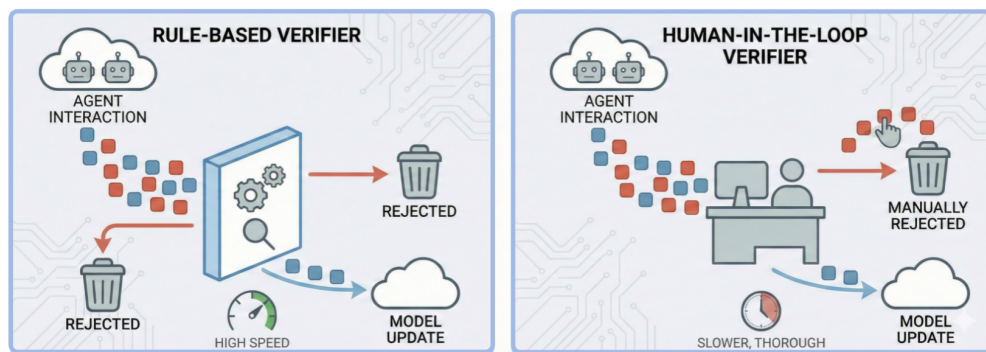 RULE-BASED VERIFIER
AGENT
INTERACTION
REJECTED
REJECTED
HIGH SPEED
MODEL
UPDATE
HUMAN-IN-THE-LOOP
VERIFIER
AGENT
INTERACTION
MANUALLY
REJECTED
SLOWER, THOROUGH
MODEL
UPDATE